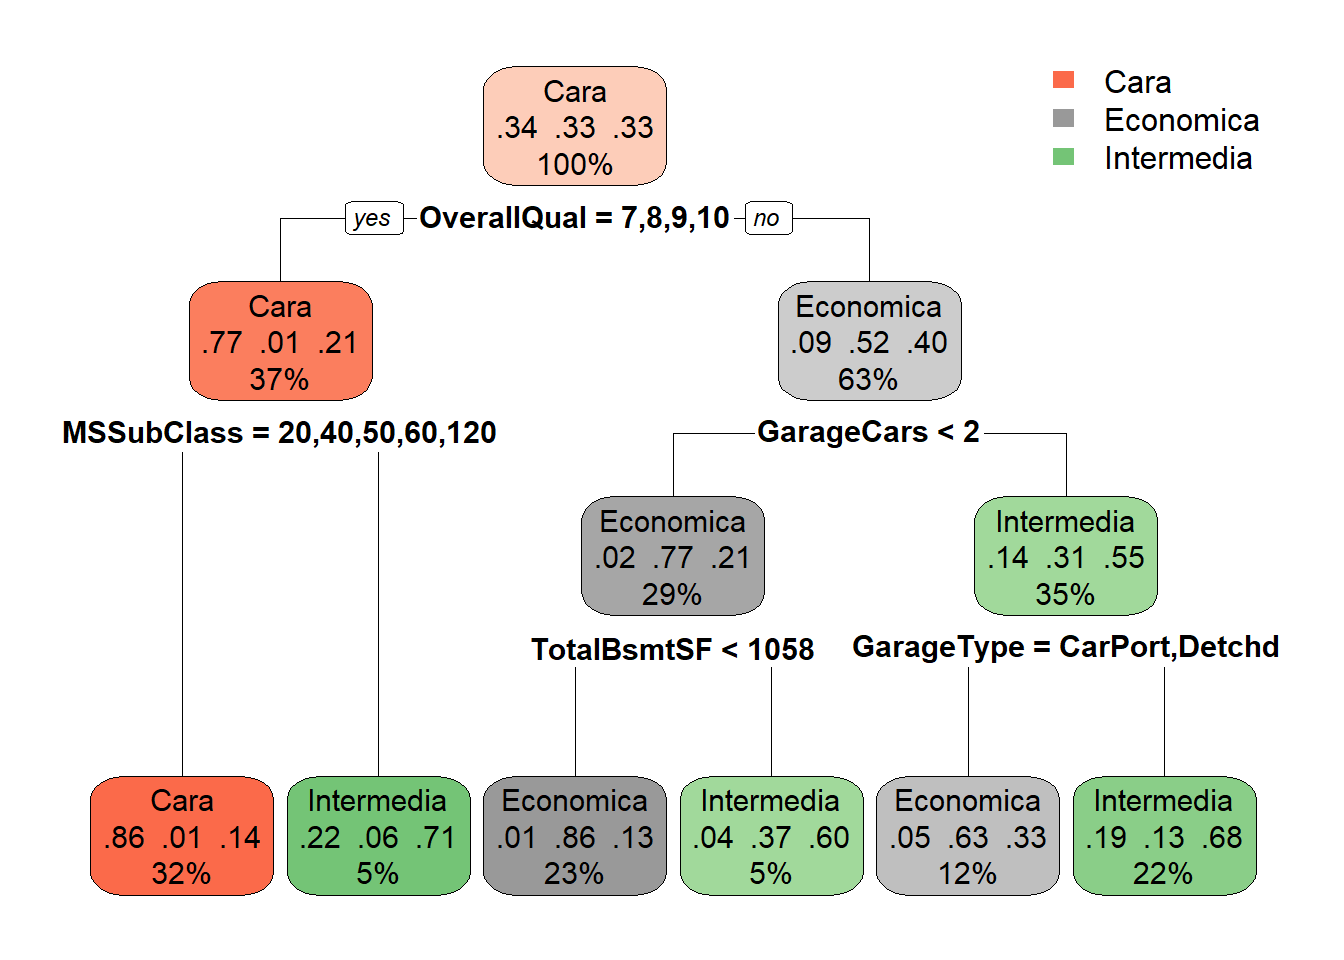 Cara
.34 .33 .33
100%
Cara
Economica
Intermedia
yes OverallQual = 7,8,9,10 no
Cara
.77 .01 .21
37%
Economica
.09 .52 .40
63%
MSSubClass = 20,40,50,60,120
GarageCars < 2
Economica
.02 .77 .21
29%
Intermedia
.14 .31 .55
35%
TotalBsmtSF < 1058
GarageType = CarPort,Detchd
Cara
.86 .01 .14
32%
Intermedia
.22 .06 .71
5%
Economica
.01 .86 .13
23%
Intermedia
.04 .37 .60
5%
Economica
.05 .63 .33
12%
Intermedia
.19 .13 .68
22%